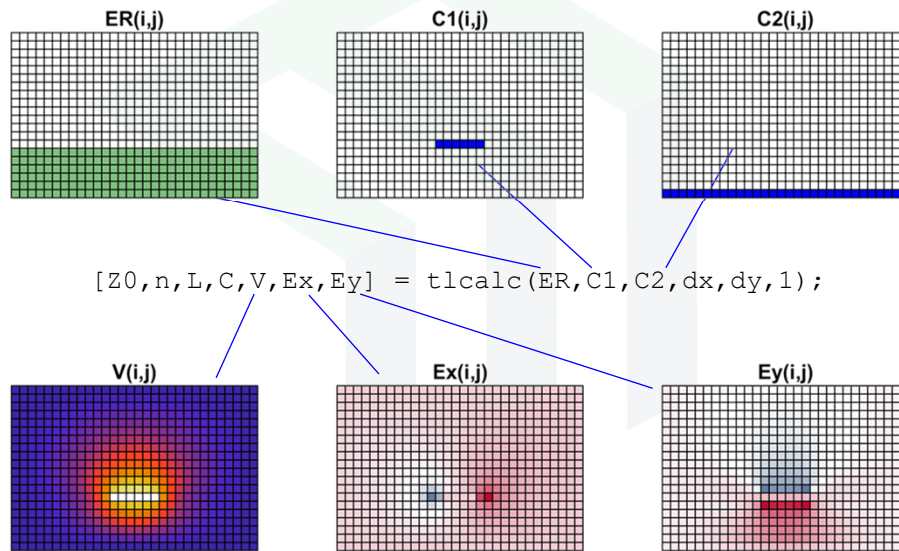 ER(i,j) C1(i,j) C2(i,j)
[Z0,n,L,C,V,Ex,Ey] = tlcalc(ER,C1,C2,dx,dy,1);
V(i,j) Ex(i,j) Ey(i,j)